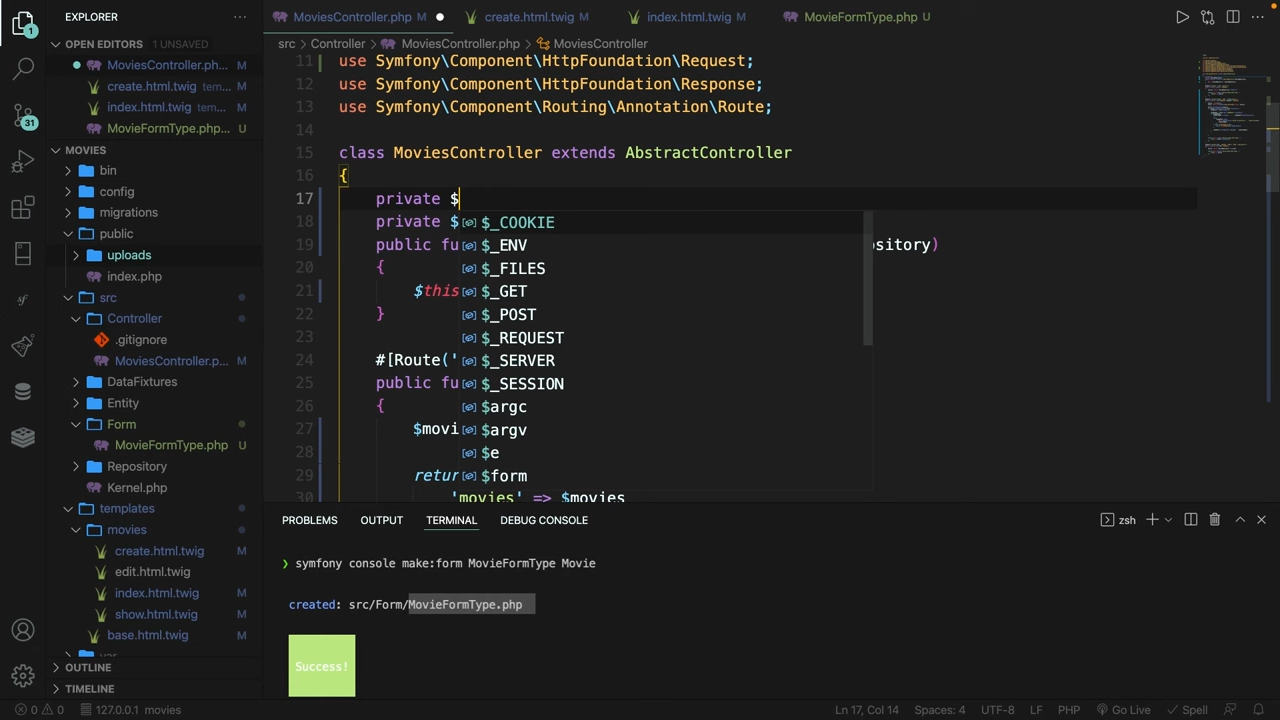 EXPLORER
OPEN EDITORS 1 UNSAVED
MoviesController.ph... M
create.html.twig tem... M
index.html.twig tem... M
MovieFormType.php... U
MOVIES
bin
config
migrations
public
uploads
index.php
src
Controller
.gitignore
MoviesController.p... M
DataFixtures
Entity
Form
MovieFormType.php U
Repository
Kernel.php
templates
movies
create.html.twig M
edit.html.twig
index.html.twig M
show.html.twig M
base.html.twig M
var
OUTLINE
TIMELINE
MoviesController.php M
create.html.twig M
index.html.twig M
MovieFormType.php U
src > Controller > MoviesController.php > MoviesController
11 use Symfony\Component\HttpFoundation\Request;
12 use Symfony\Component\HttpFoundation\Response;
13 use Symfony\Component\Routing\Annotation\Route;
14
15 class MoviesController extends AbstractController
16 {
17 private $
18 private $
19 public fu ository)
20 {
21 $this
22 }
23
24 #[Route('
25 public fu
26 {
27 $movi
28
29 retur
30 'movies' => $movies
$_COOKIE
$_ENV
$_FILES
$_GET
$_POST
$_REQUEST
$_SERVER
$_SESSION
$argc
$argv
$e
$form
PROBLEMS OUTPUT TERMINAL DEBUG CONSOLE
zsh
❯ symfony console make:form MovieFormType Movie
created: src/Form/MovieFormType.php
Success!
1
31
0 0 127.0.0.1 movies
Ln 17, Col 14 Spaces: 4 UTF-8 LF PHP Go Live Spell